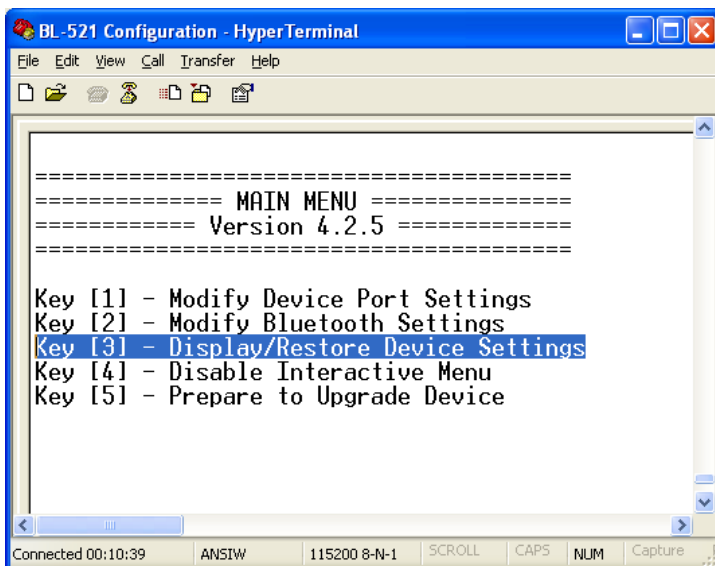 BL-521 Configuration - HyperTerminal
File Edit View Call Transfer Help
========================================
============== MAIN MENU ===============
============ Version 4.2.5 =============
========================================
Key [1] - Modify Device Port Settings
Key [2] - Modify Bluetooth Settings
Key [3] - Display/Restore Device Settings
Key [4] - Disable Interactive Menu
Key [5] - Prepare to Upgrade Device
Connected 00:10:39 ANSIW 115200 8-N-1 SCROLL CAPS NUM Capture